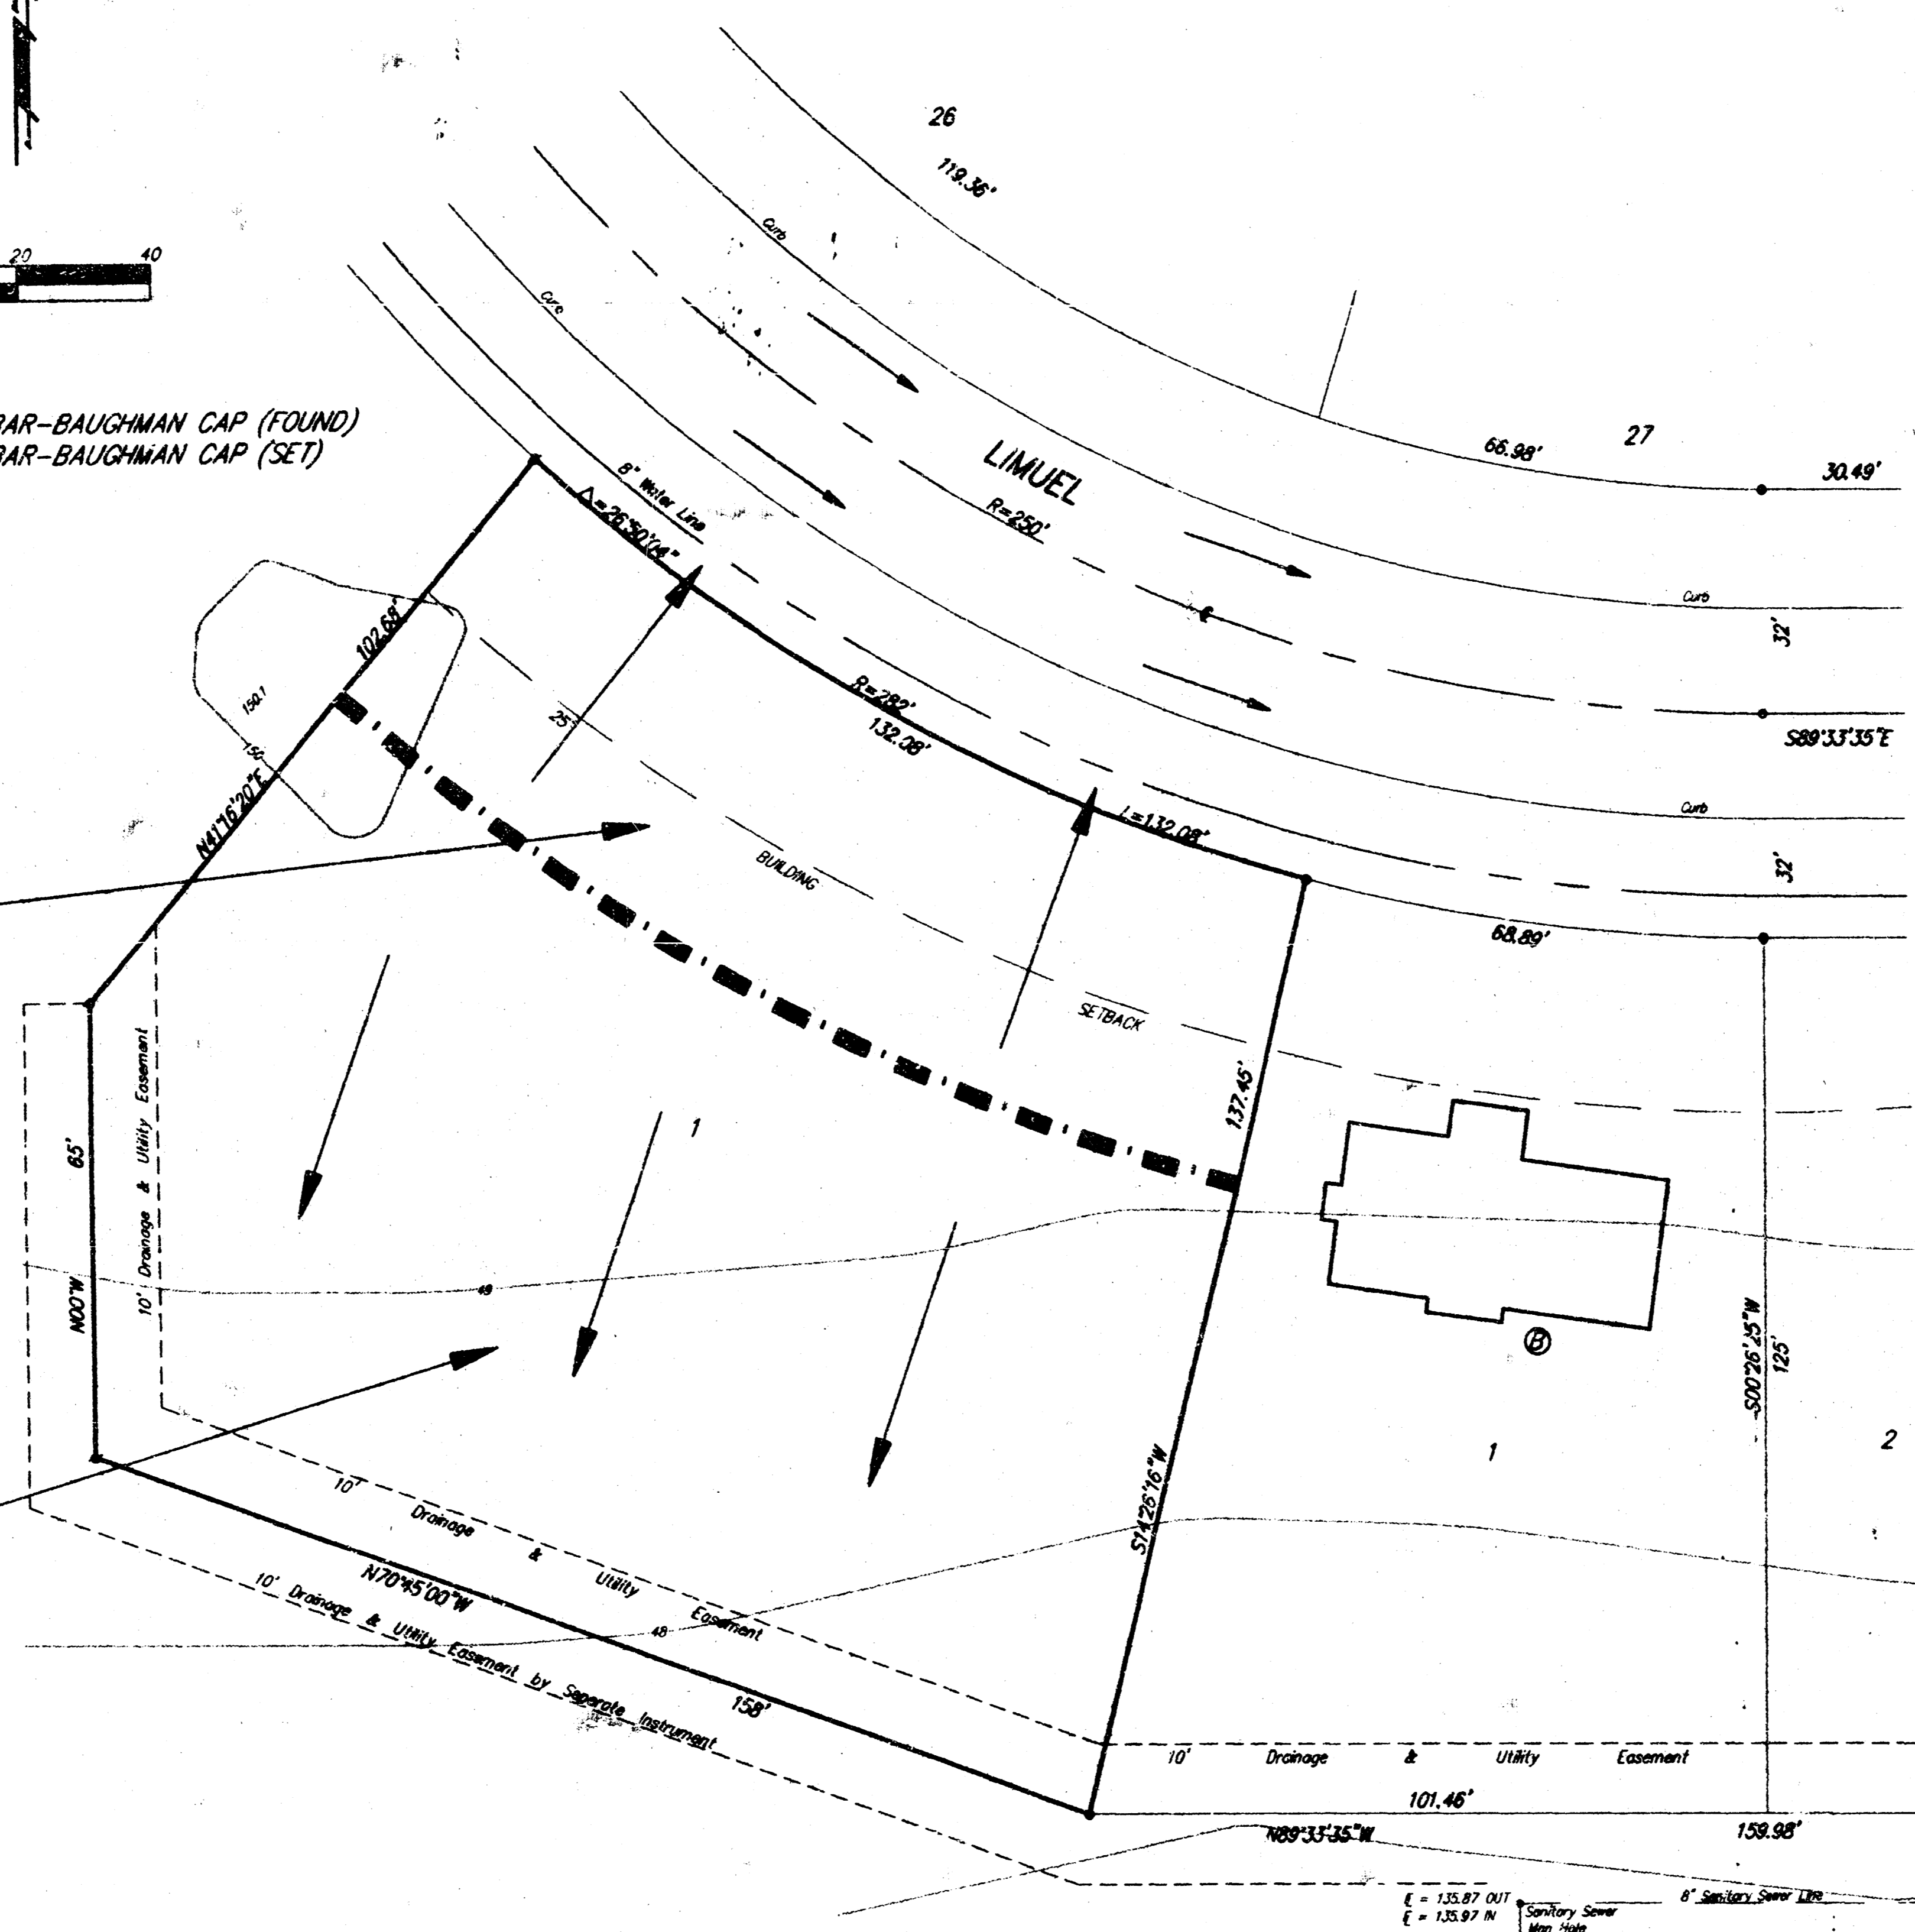 26
119.36'
Curb
20 40
Curb
BAR-BAUGHMAN CAP (FOUND)
BAR-BAUGHMAN CAP (SET)
LIMUEL
66.98'
27
30.49'
8" Water Line
Δ=26°50'04"
R=250'
Curb
32'
102.68'
150.1
150
25'
R=282'
132.08'
S89°33'35"E
N41°16'20"E
L=132.08'
Curb
32'
BUILDING
68.89'
SETBACK
10' Drainage & Utility Easement
65'
N00°W
137.45'
1
49
B
S00°26'25"W
125'
1
2
S14°26'16"W
10' Drainage & Utility Easement
N70°45'00"W
10' Drainage & Utility Easement by Seperate Instrument
48
158'
10' Drainage & Utility Easement
101.46'
N89°33'35"W
159.98'
= 135.87 OUT
= 135.97 IN
8" Sanitary Sewer Line
Sanitary Sewer
Man Hole